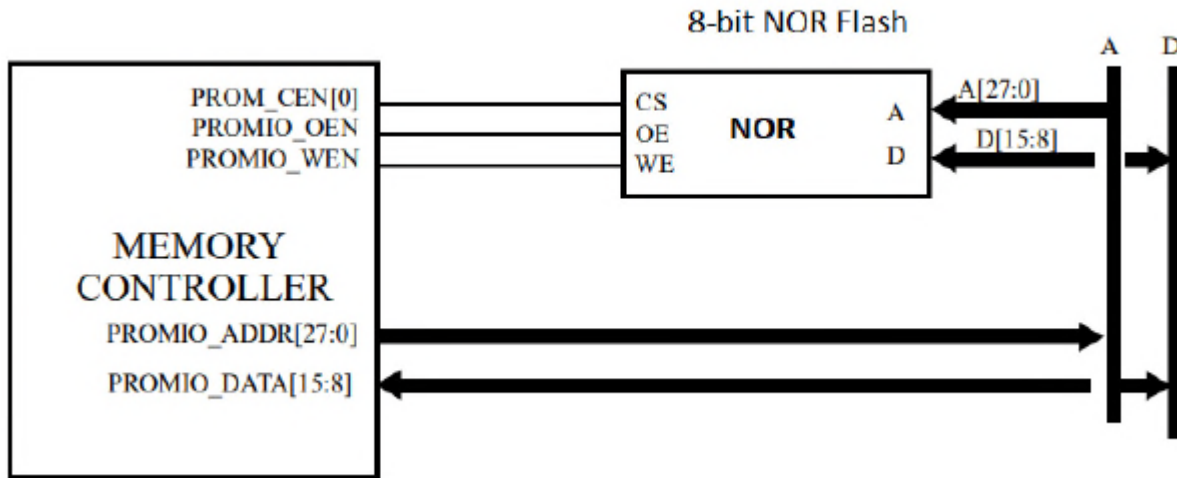 8-bit NOR Flash
A D
PROM_CEN[0]
PROMIO_OEN
PROMIO_WEN
CS
OE
WE
NOR
A
D
A[27:0]
D[15:8]
MEMORY
CONTROLLER
PROMIO_ADDR[27:0]
PROMIO_DATA[15:8]